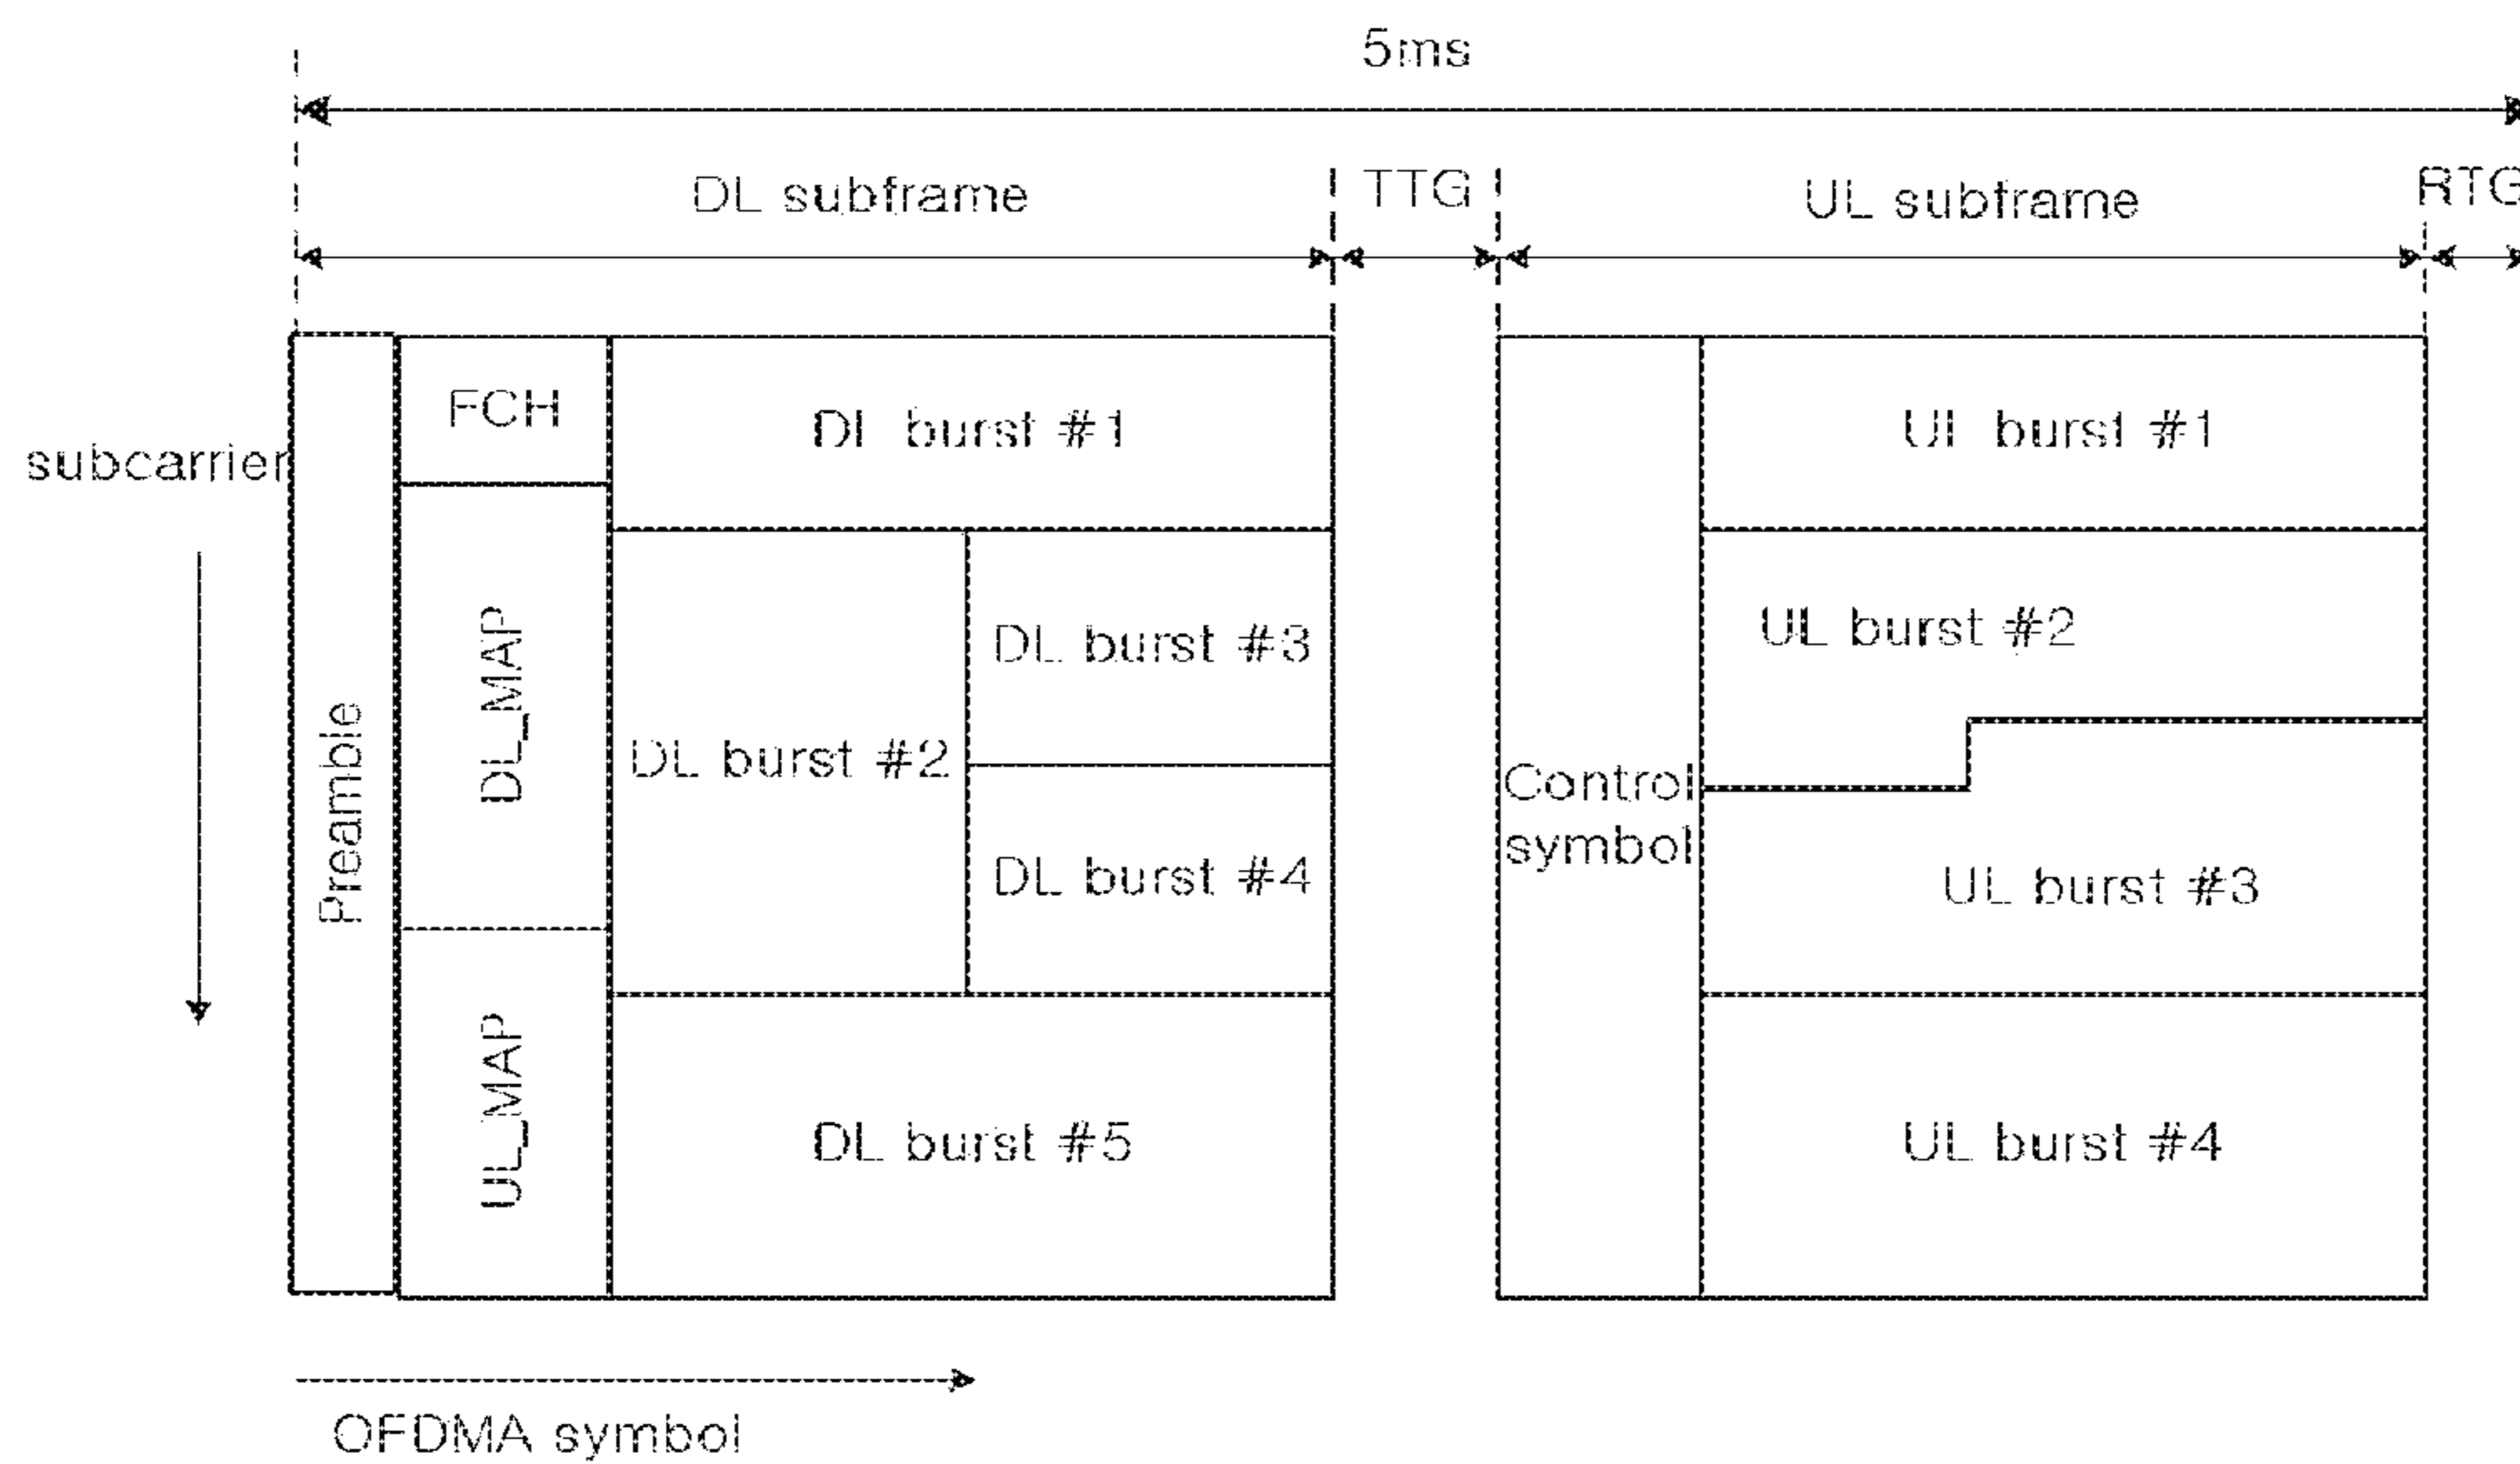 5ms
DL subframe
TTG
UL subframe
RTG
subcarrier
Preamble
FCH
DL_MAP
UL_MAP
DL burst #1
DL burst #2
DL burst #3
DL burst #4
DL burst #5
Control
symbol
UL burst #1
UL burst #2
UL burst #3
UL burst #4
OFDMA symbol